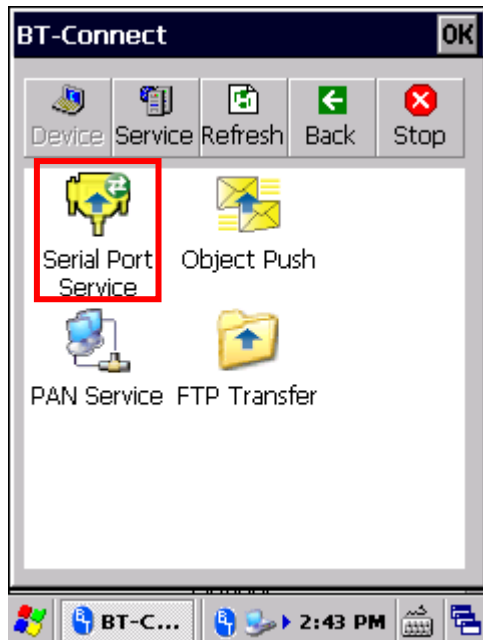 BT-Connect OK
Device Service Refresh Back Stop
Serial Port Service
Object Push
PAN Service
FTP Transfer
BT-C... 2:43 PM